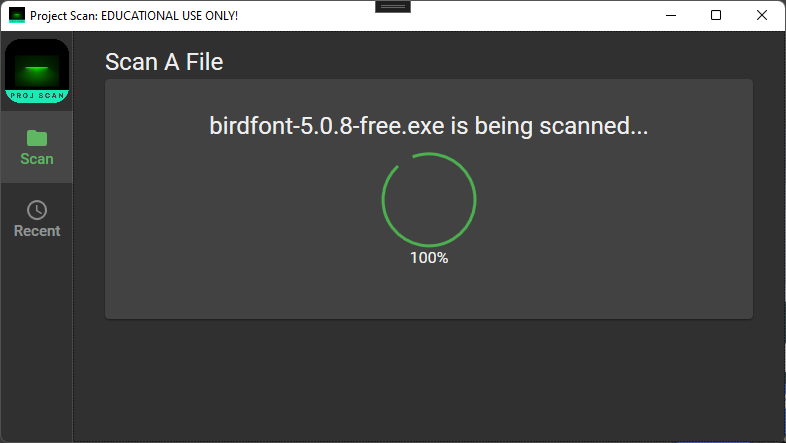 Project Scan: EDUCATIONAL USE ONLY!
PROJ SCAN
Scan
Recent
Scan A File
birdfont-5.0.8-free.exe is being scanned...
100%